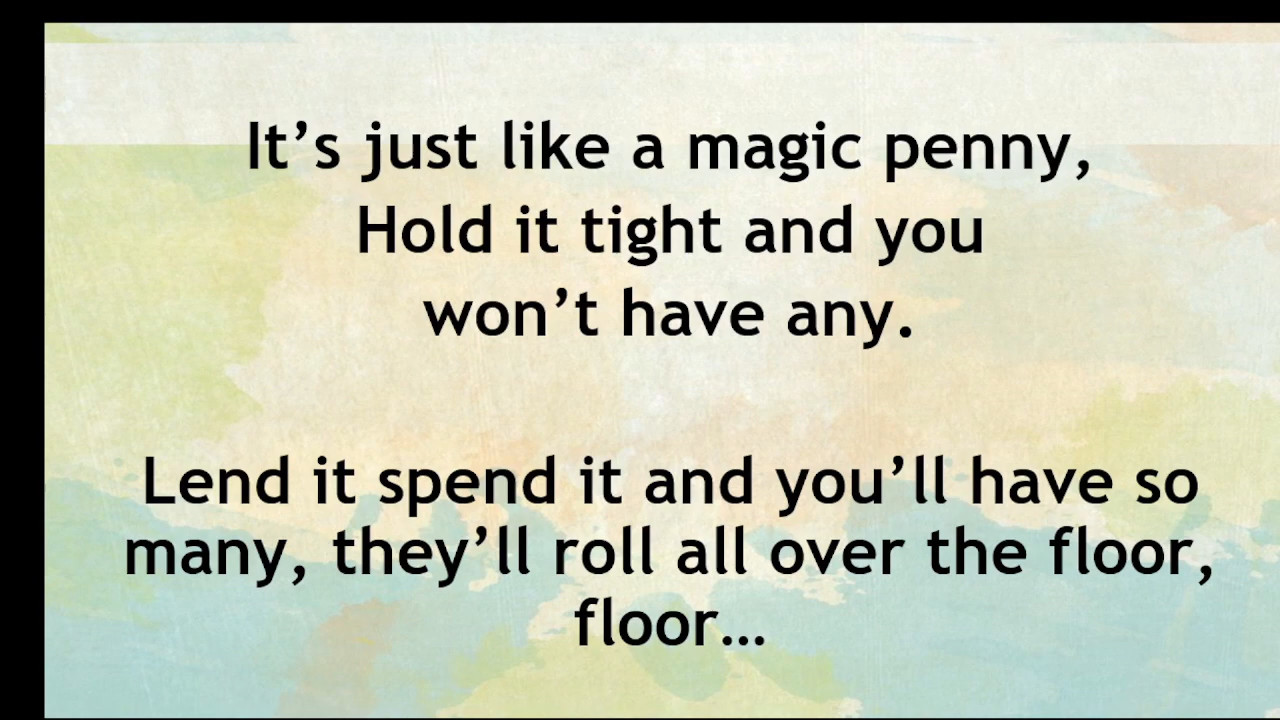 It’s just like a magic penny,
Hold it tight and you
won’t have any.
Lend it spend it and you’ll have so
many, they’ll roll all over the floor,
floor…